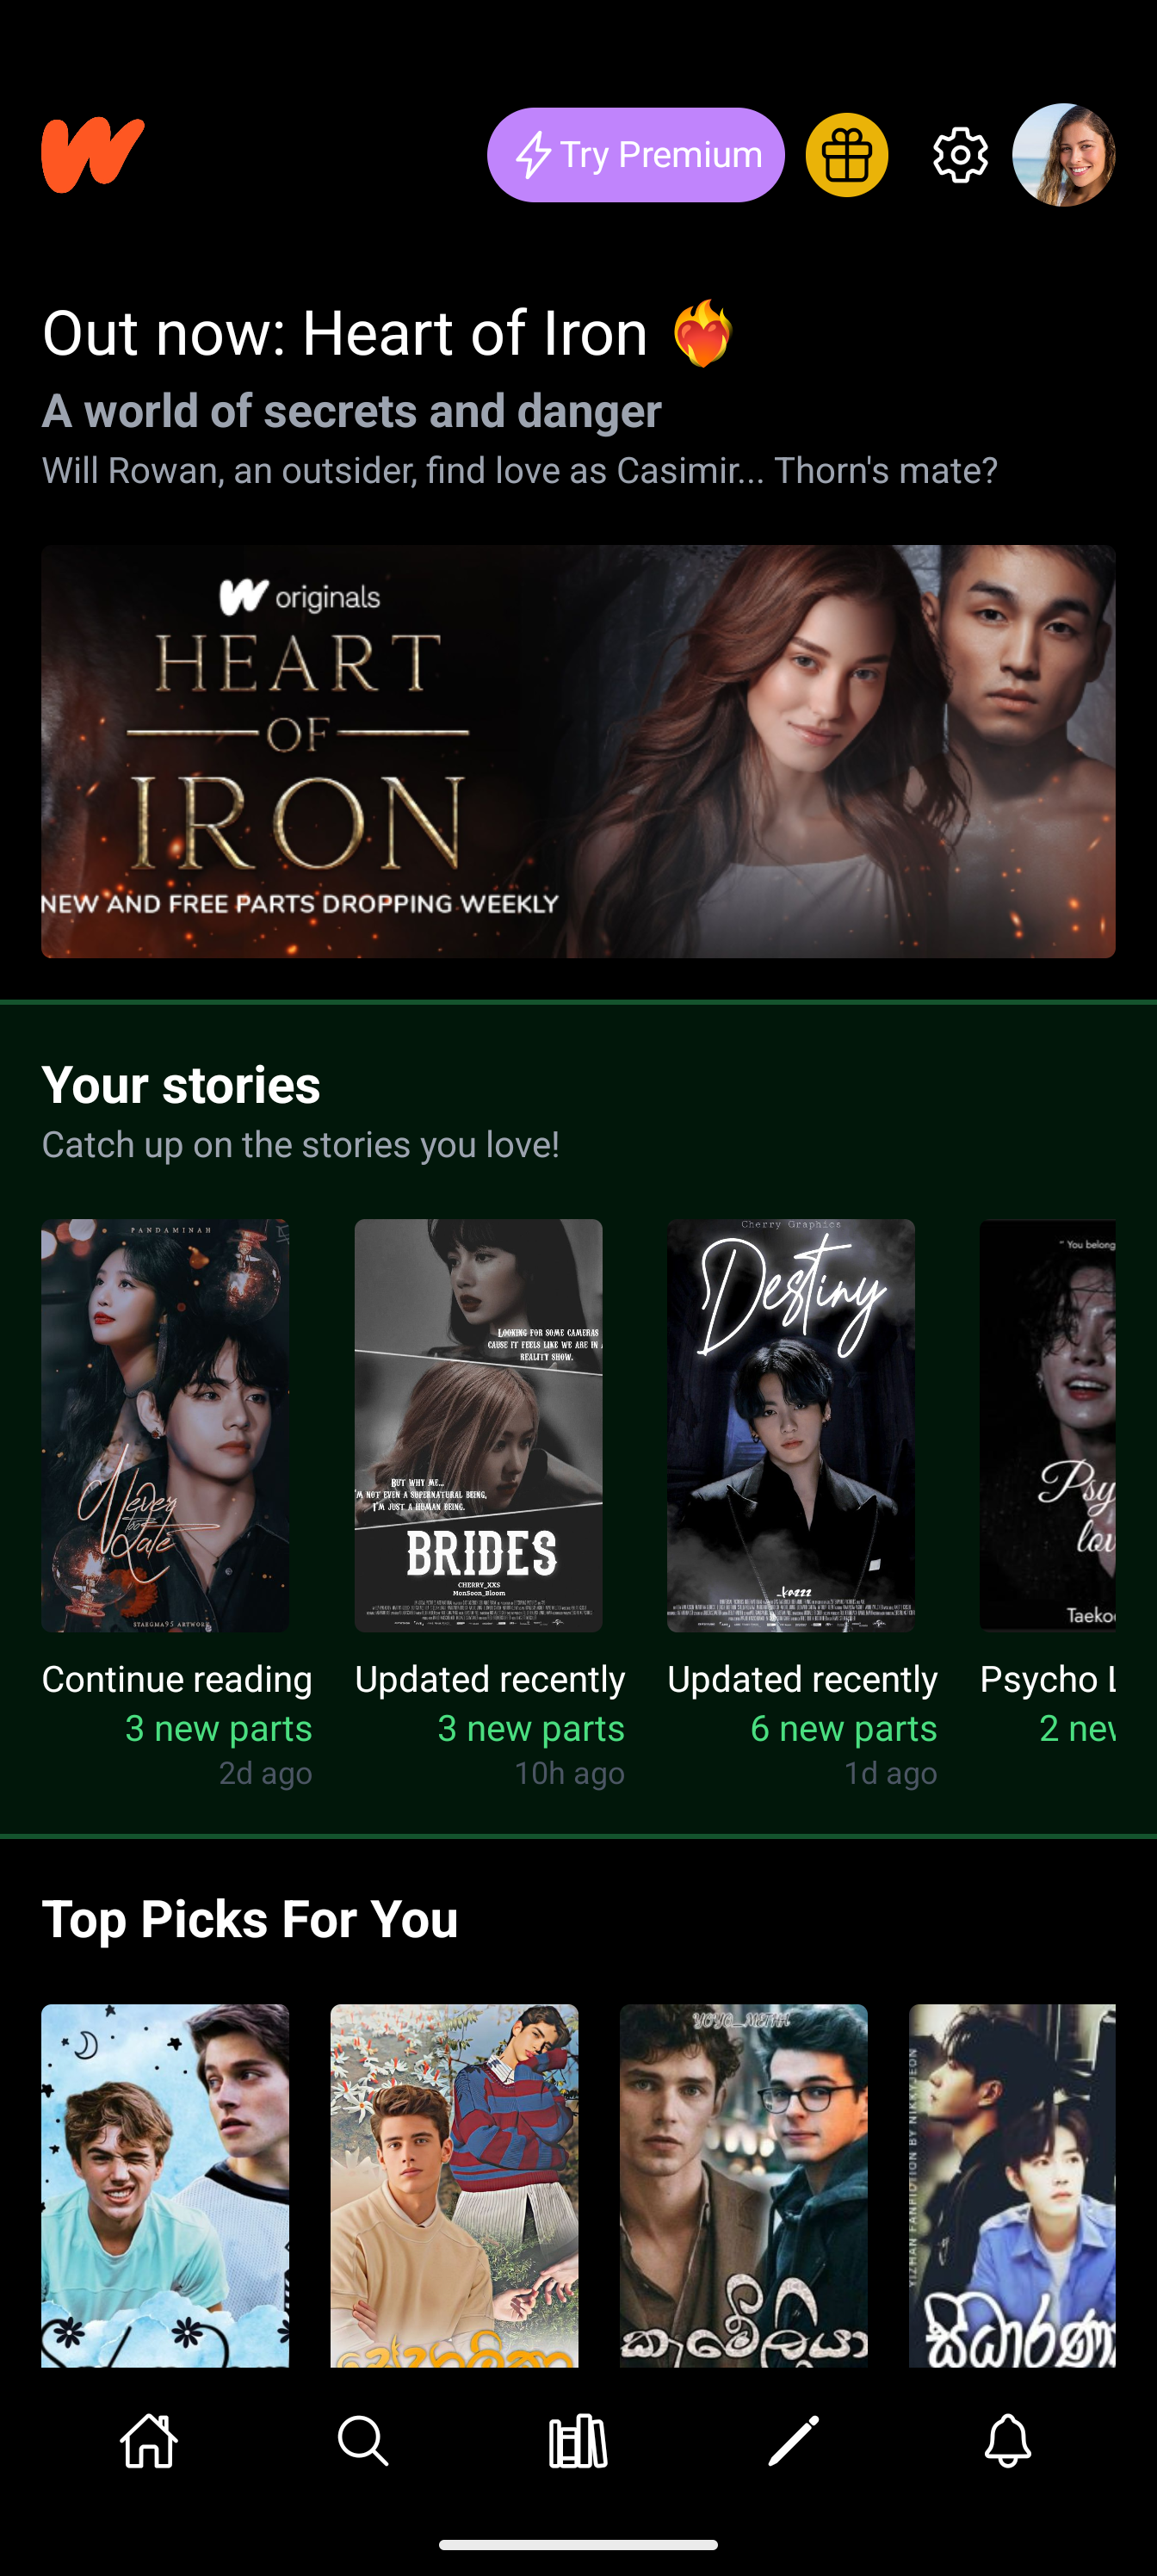 Try Premium
Out now: Heart of Iron ❤️‍🔥
A world of secrets and danger
Will Rowan, an outsider, find love as Casimir... Thorn's mate?
originals
HEART
OF
IRON
NEW AND FREE PARTS DROPPING WEEKLY
Your stories
Catch up on the stories you love!
PANDAMINAH
Never
too
Late
STARGMA95 ARTWORK
LOOKING FOR SOME CAMERAS
CAUSE IT FEELS LIKE WE ARE IN
REALITY SHOW.
BUT WHY ME...
'M NOT EVEN A SUPERNATURAL BEING,
I'M JUST A HUMAN BEING.
BRIDES
CHERRY_XXS
MonSoon_Bloom
Cherry Graphics
Destiny
_kazzz
" You belong
Psy
lov
Taeko
Continue reading
3 new parts
2d ago
Updated recently
3 new parts
10h ago
Updated recently
6 new parts
1d ago
Psycho L
2 new
Top Picks For You
YOYO_METHH
කැමේලියා
YIZHAN FANFICTION BY NIKKYJEON
සිධාරණ